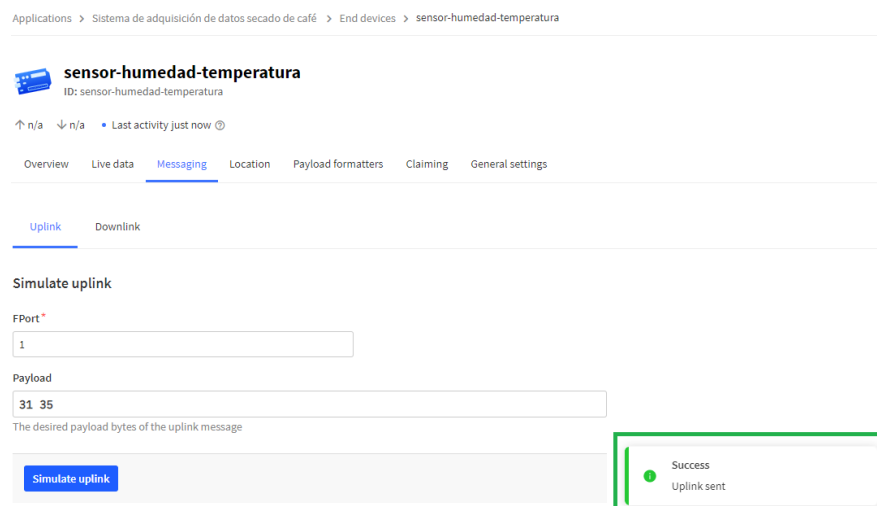 Applications > Sistema de adquisición de datos secado de café > End devices > sensor-humedad-temperatura
sensor-humedad-temperatura
ID: sensor-humedad-temperatura
↑ n/a ↓ n/a • Last activity just now
Overview Live data Messaging Location Payload formatters Claiming General settings
Uplink Downlink
Simulate uplink
FPort*
1
Payload
31 35
The desired payload bytes of the uplink message
Simulate uplink
Success
Uplink sent